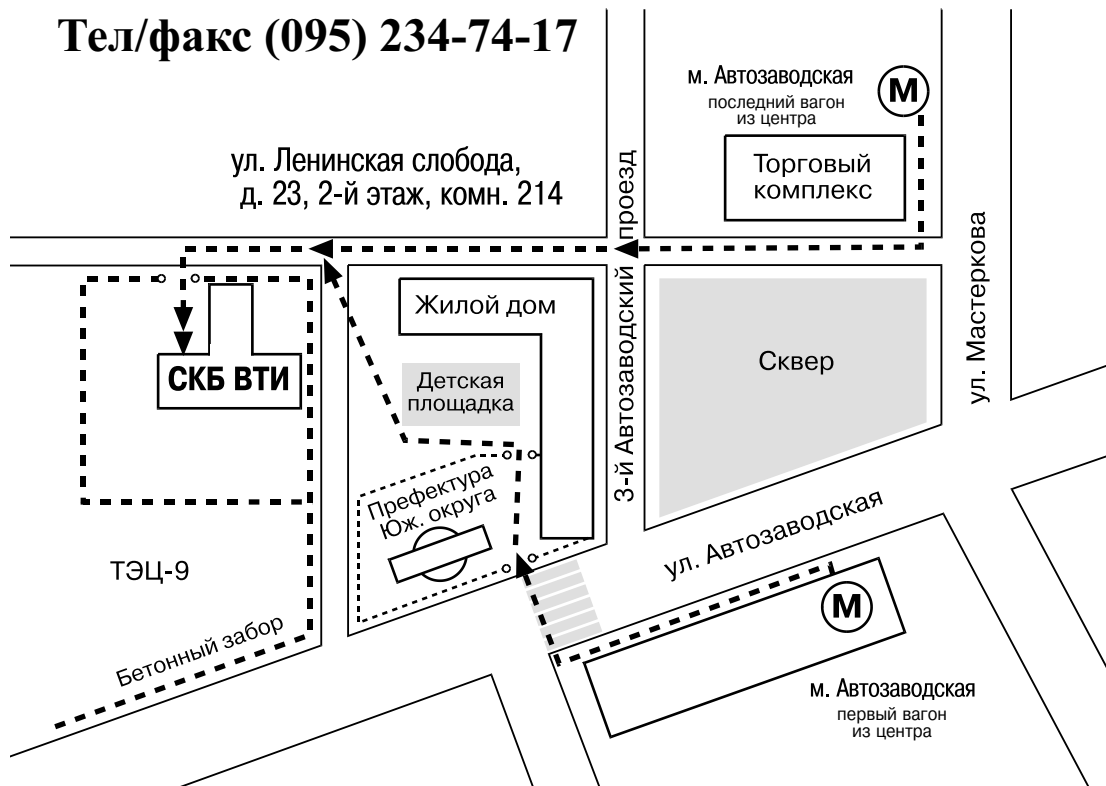 Тел/факс (095) 234-74-17
м. Автозаводская
последний вагон
из центра
М
ул. Ленинская слобода,
д. 23, 2-й этаж, комн. 214
Торговый
комплекс
3-й Автозаводский проезд
ул. Мастеркова
Жилой дом
Сквер
СКБ ВТИ
Детская
площадка
Префектура
Юж. округа
ул. Автозаводская
ТЭЦ-9
М
Бетонный забор
м. Автозаводская
первый вагон
из центра